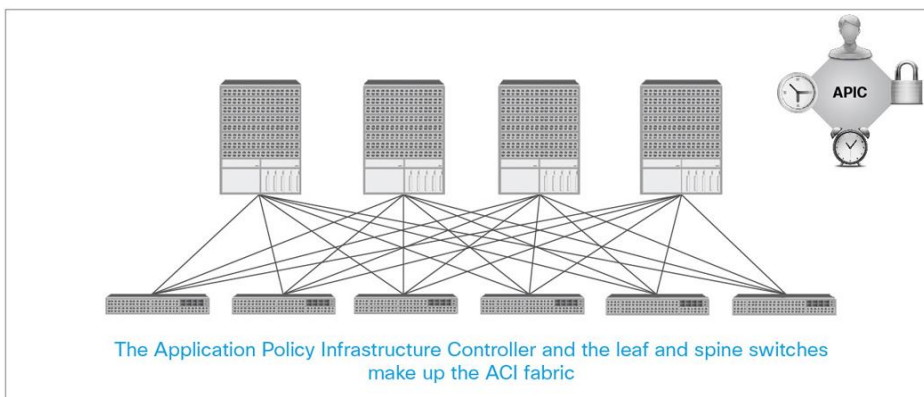 APIC
The Application Policy Infrastructure Controller and the leaf and spine switches
make up the ACI fabric